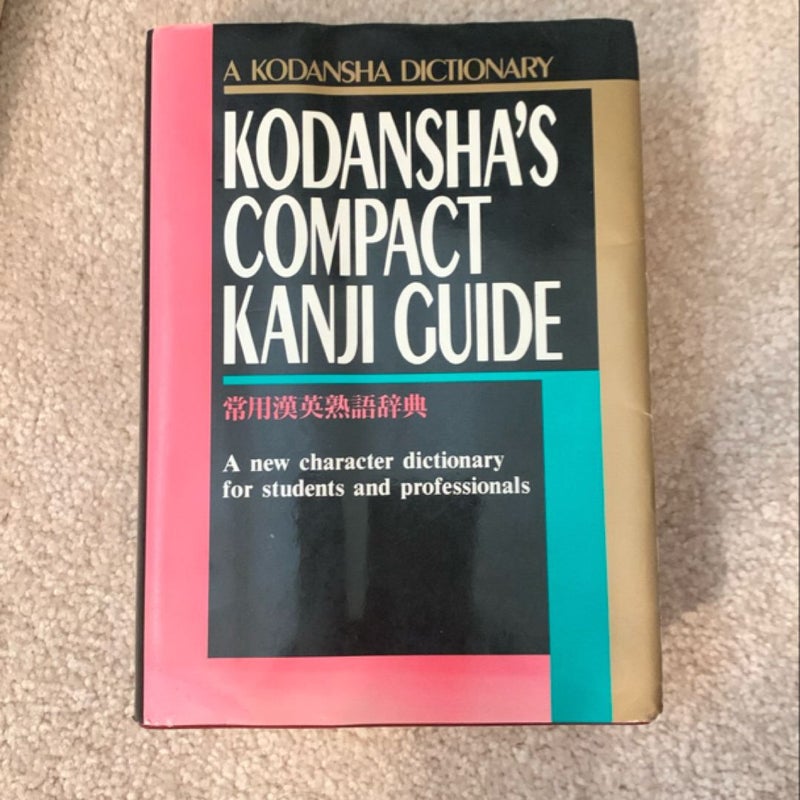 A KODANSHA DICTIONARY
KODANSHA'S
COMPACT
KANJI GUIDE
常用漢英熟語辞典
A new character dictionary
for students and professionals